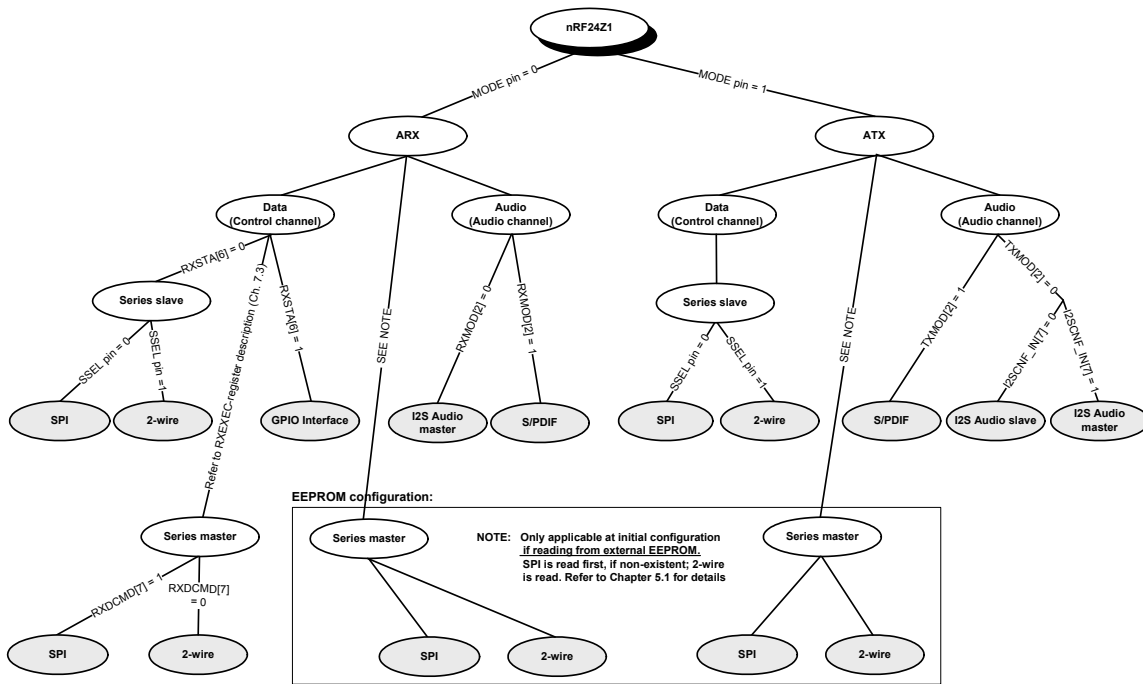 nRF24Z1
MODE pin = 0
MODE pin = 1
ARX
ATX
Data
(Control channel)
Audio
(Audio channel)
Data
(Control channel)
Audio
(Audio channel)
RXSTA[6] = 0
Refer to RXEXEC-register description (Ch. 7.3)
RXSTA[6] = 1
SEE NOTE
RXMOD[2] = 0
RXMOD[2] = 1
SEE NOTE
TXMOD[2] = 1
TXMOD[2] = 0
I2SCNF_IN[7] = 0
I2SCNF_IN[7] = 1
Series slave
Series slave
SSEL pin = 0
SSEL pin =1
SSEL pin = 0
SSEL pin =1
SPI
2-wire
GPIO Interface
I2S Audio
master
S/PDIF
SPI
2-wire
S/PDIF
I2S Audio slave
I2S Audio
master
EEPROM configuration:
Series master
Series master
NOTE: Only applicable at initial configuration
if reading from external EEPROM.
SPI is read first, if non-existent; 2-wire
is read. Refer to Chapter 5.1 for details
Series master
RXDCMD[7] = 1
RXDCMD[7]
= 0
SPI
2-wire
SPI
2-wire
SPI
2-wire